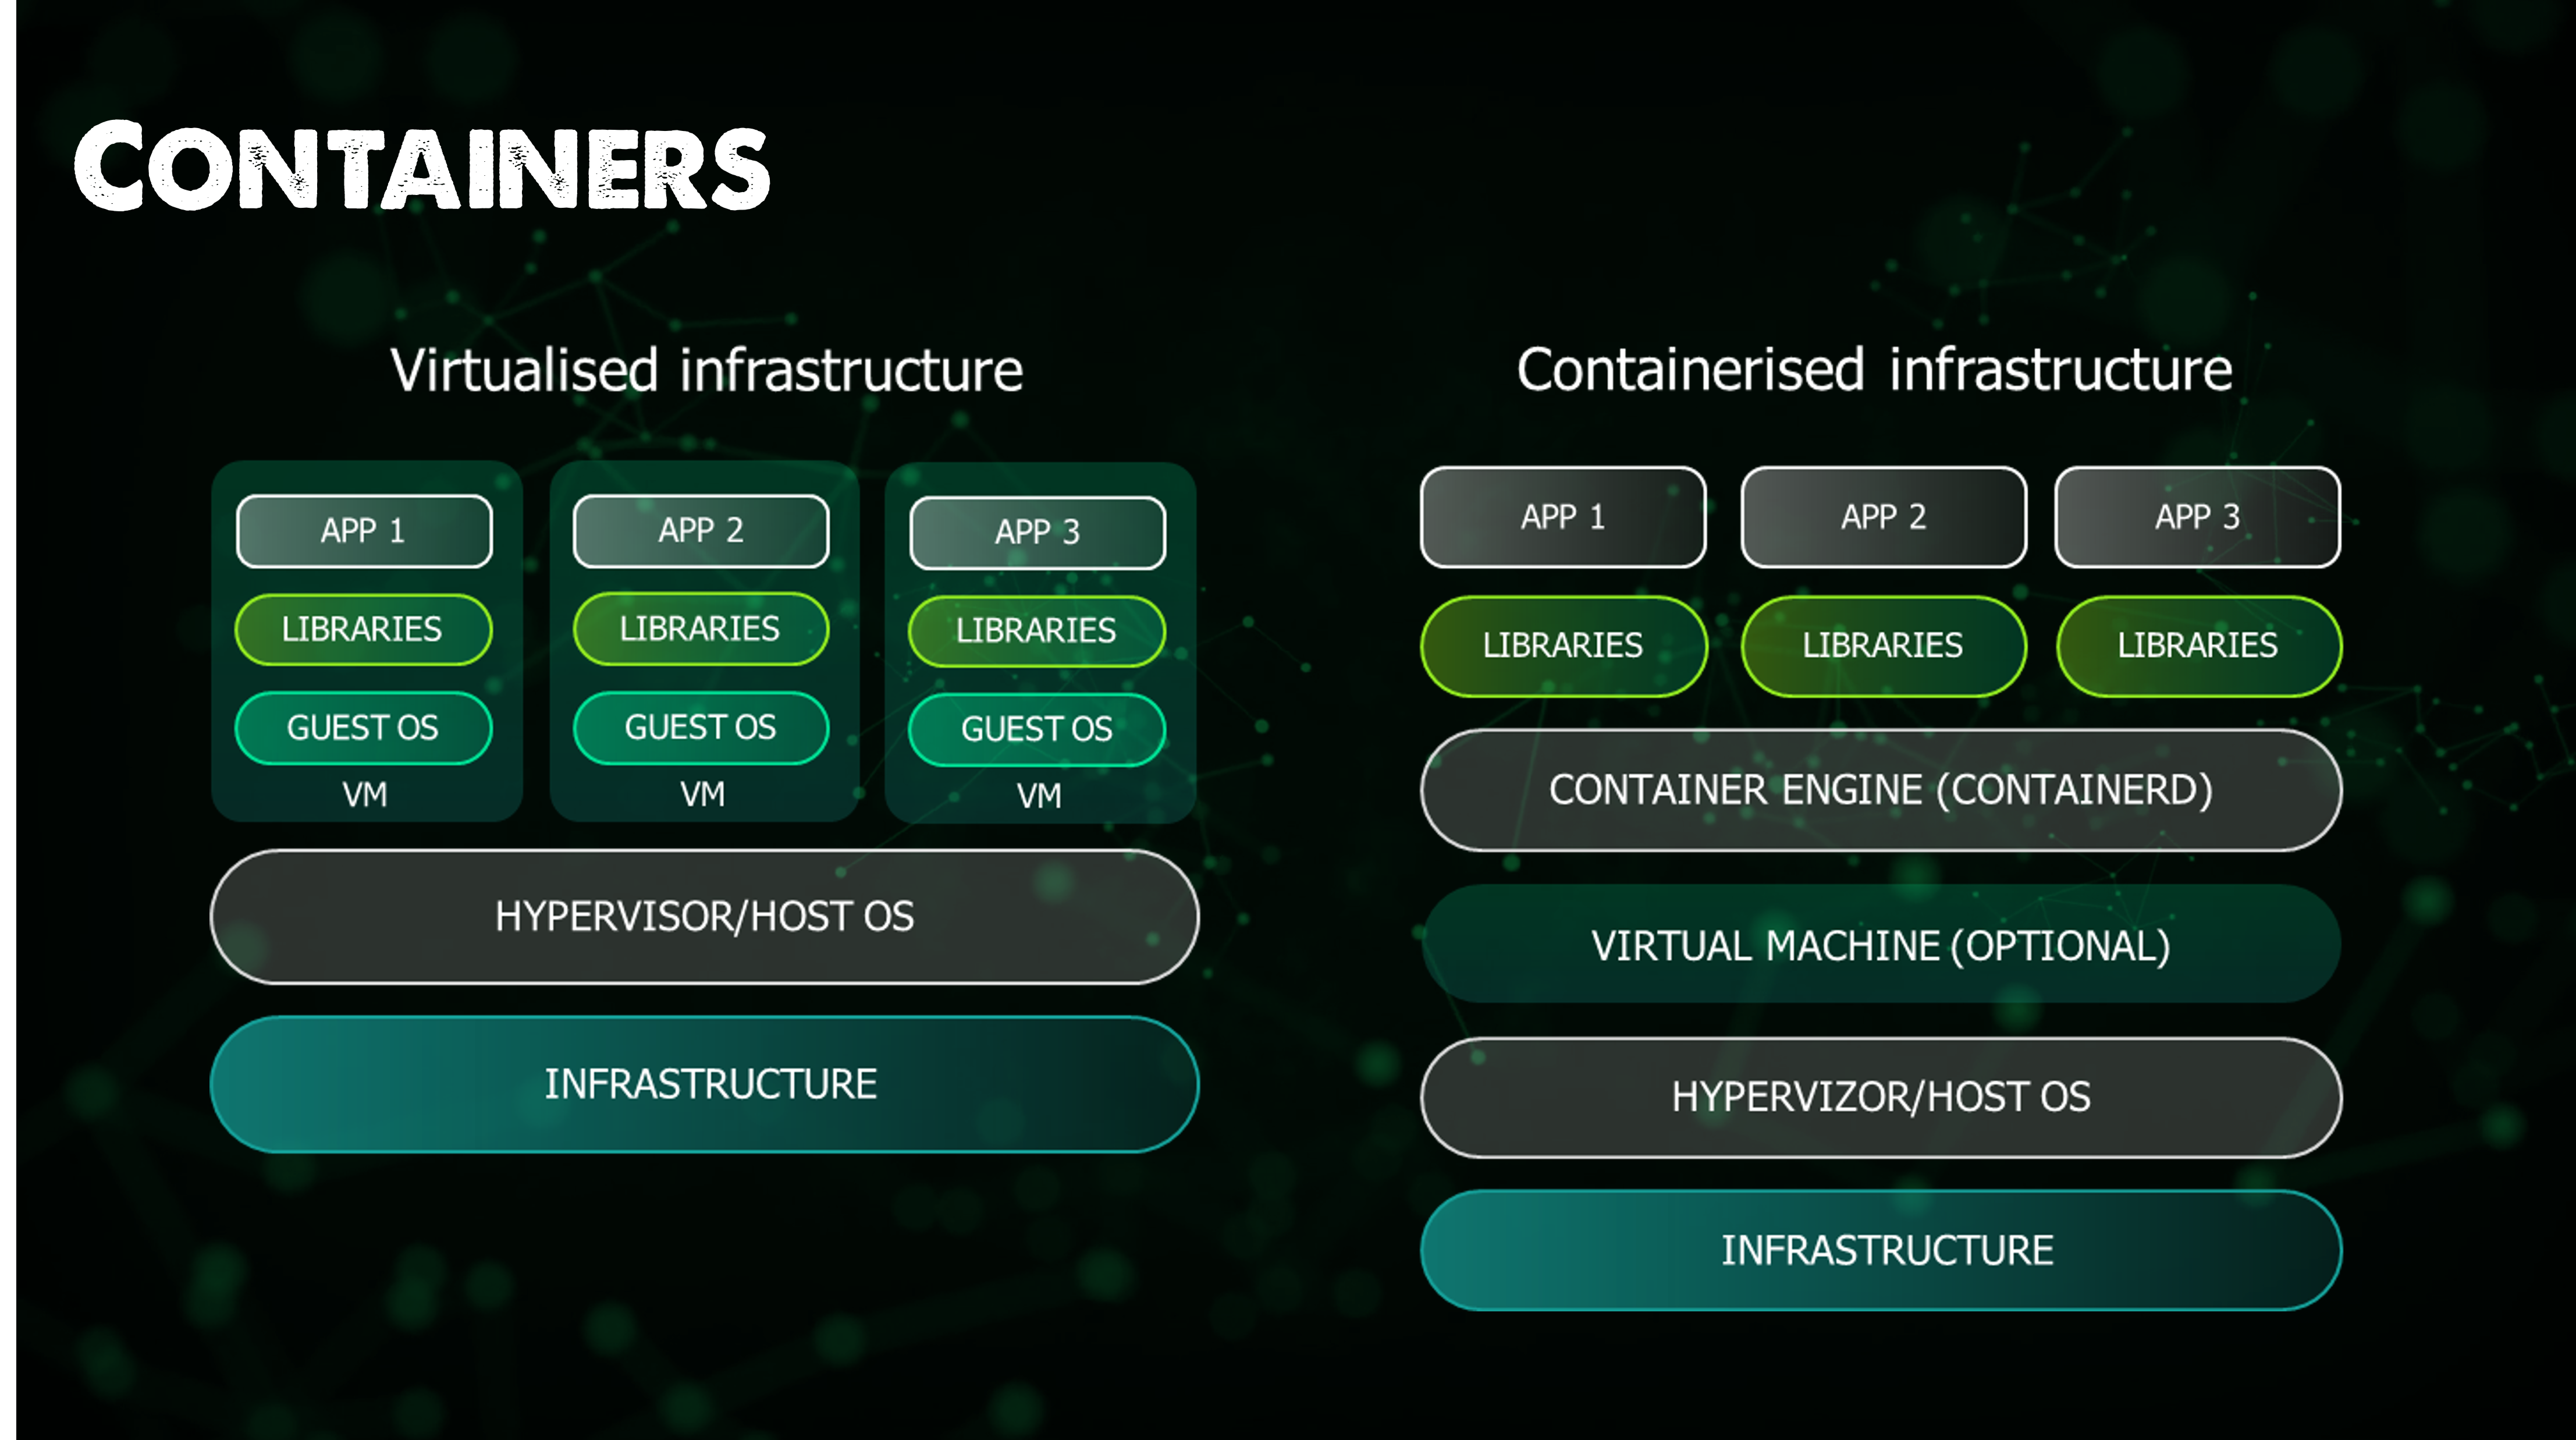 CONTAINERS
Virtualised infrastructure
APP 1
LIBRARIES
GUEST OS
VM
APP 2
LIBRARIES
GUEST OS
VM
APP 3
LIBRARIES
GUEST OS
VM
HYPERVISOR/HOST OS
INFRASTRUCTURE
Containerised infrastructure
APP 1
APP 2
APP 3
LIBRARIES
LIBRARIES
LIBRARIES
CONTAINER ENGINE (CONTAINERD)
VIRTUAL MACHINE (OPTIONAL)
HYPERVIZOR/HOST OS
INFRASTRUCTURE